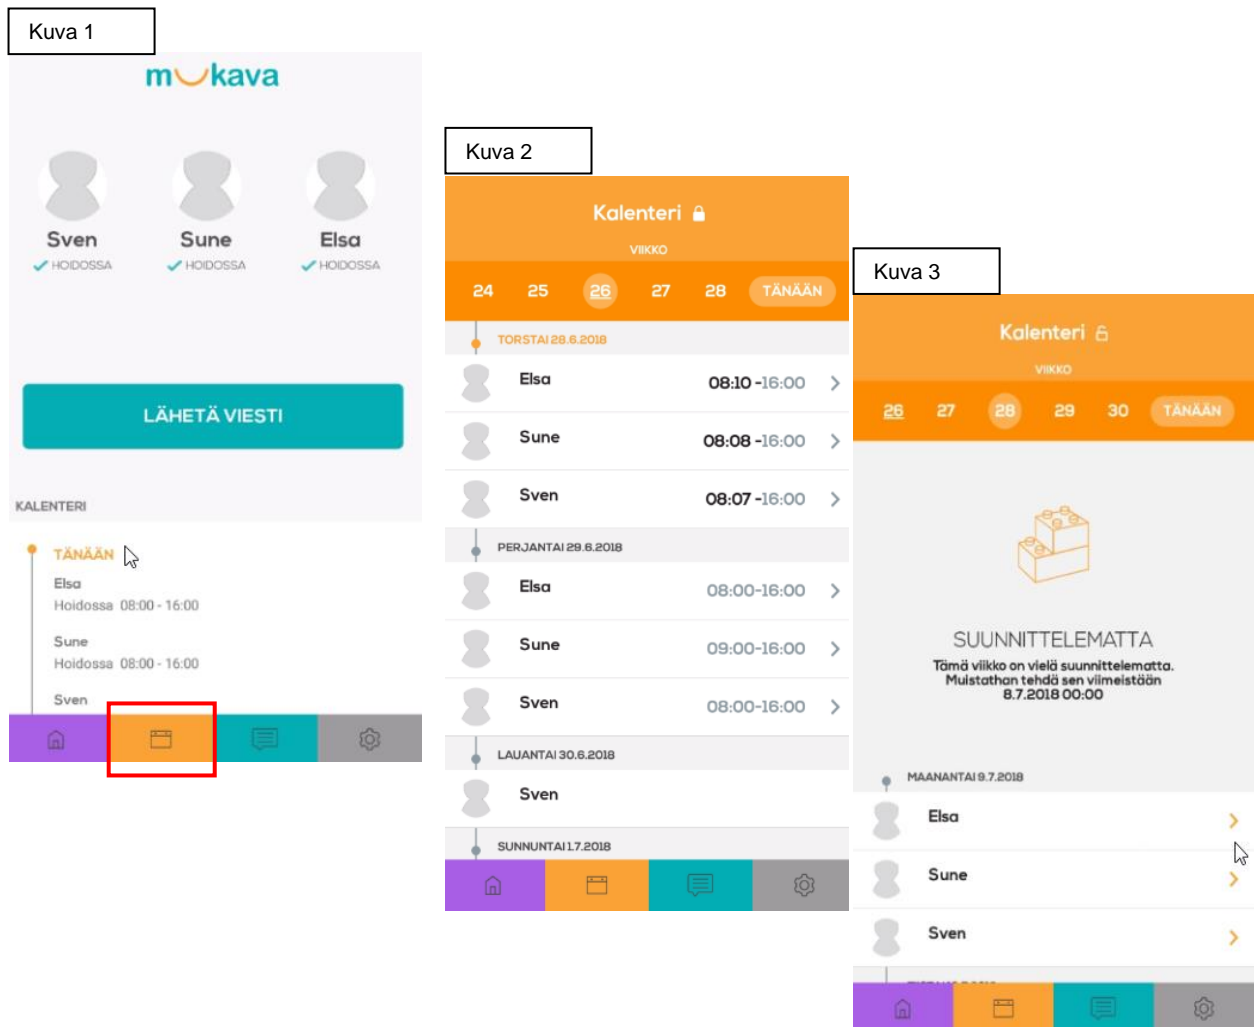 Kuva 1
mukava
Sven Sune Elsa
HOIDOSSA HOIDOSSA HOIDOSSA
LÄHETÄ VIESTI
KALENTERI
TÄNÄÄN
Elsa
Hoidossa 08:00 - 16:00
Sune
Hoidossa 08:00 - 16:00
Sven
Kuva 2
Kalenteri
VIIKKO
24 25 26 27 28 TÄNÄÄN
TORSTAI 28.6.2018
Elsa 08:10 -16:00
Sune 08:08 -16:00
Sven 08:07 -16:00
PERJANTAI 29.6.2018
Elsa 08:00-16:00
Sune 09:00-16:00
Sven 08:00-16:00
LAUANTAI 30.6.2018
Sven
SUNNUNTAI 1.7.2018
Kuva 3
Kalenteri
VIIKKO
26 27 28 29 30 TÄNÄÄN
SUUNNITTELEMATTA
Tämä viikko on vielä suunnittelematta.
Muistathan tehdä sen viimeistään
8.7.2018 00:00
MAANANTAI 9.7.2018
Elsa
Sune
Sven